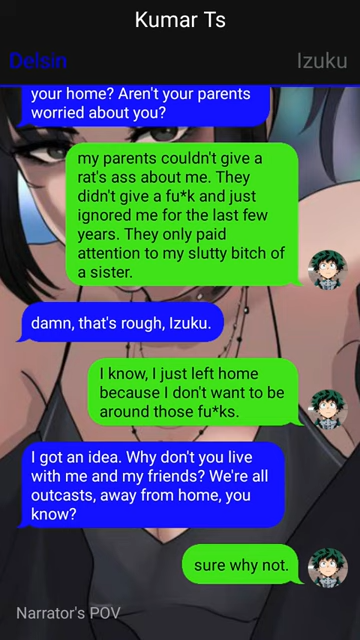 Kumar Ts
Delsin
Izuku
your home? Aren't your parents
worried about you?
my parents couldn't give a
rat's ass about me. They
didn't give a fu*k and just
ignored me for the last few
years. They only paid
attention to my slutty bitch of
a sister.
damn, that's rough, Izuku.
I know, I just left home
because I don't want to be
around those fu*ks.
I got an idea. Why don't you live
with me and my friends? We're all
outcasts, away from home, you
know?
sure why not.
Narrator's POV